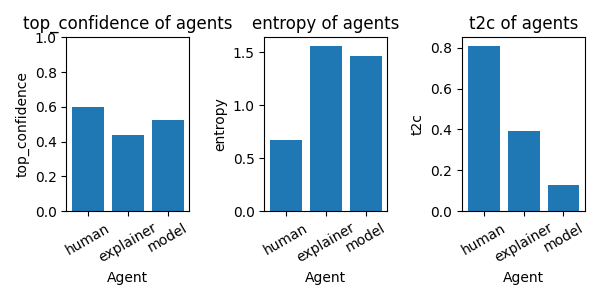 top_confidence of agents
top_confidence
1.0
0.8
0.6
0.4
0.2
0.0
human
explainer
model
Agent
entropy of agents
entropy
1.5
1.0
0.5
0.0
human
explainer
model
Agent
t2c of agents
t2c
0.8
0.6
0.4
0.2
0.0
human
explainer
model
Agent